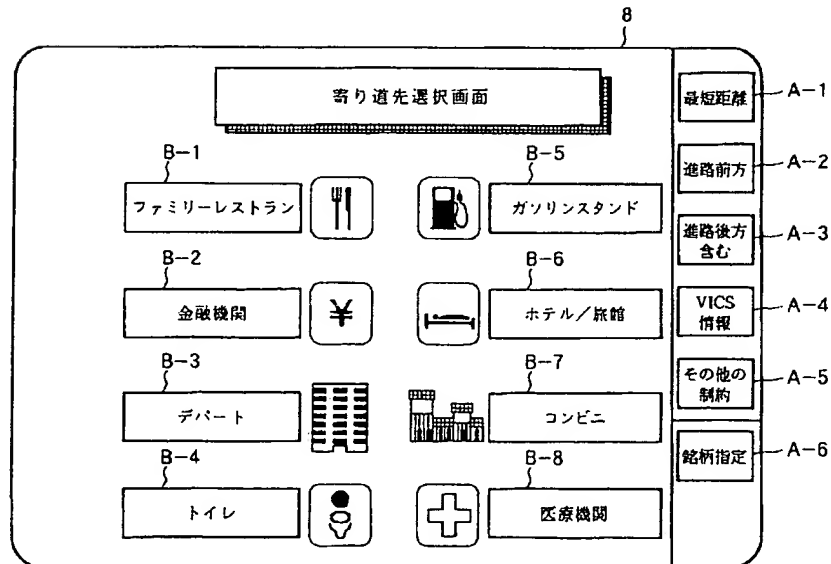 8
寄り道先選択画面
B-1
ファミリーレストラン
B-5
ガソリンスタンド
B-2
金融機関
¥
B-6
ホテル/旅館
B-3
デパート
B-7
コンビニ
B-4
トイレ
B-8
医療機関
最短距離
A-1
進路前方
A-2
進路後方
含む
A-3
VICS
情報
A-4
その他の
制約
A-5
銘柄指定
A-6